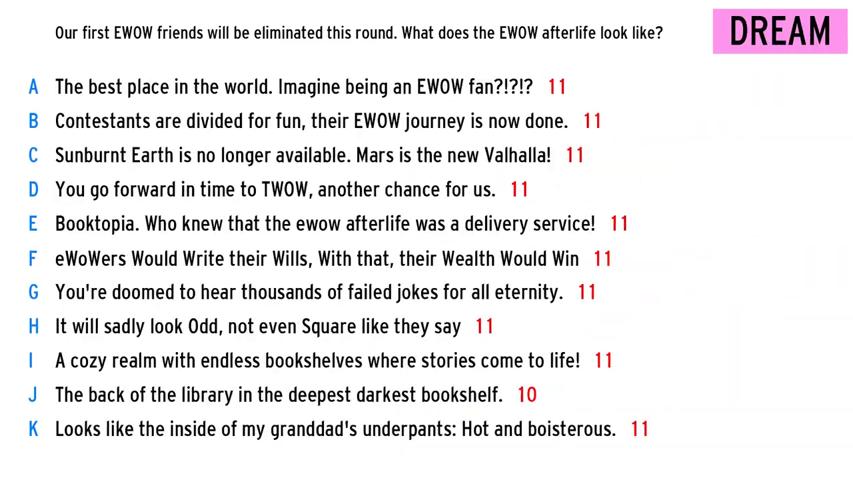 Our first EWOW friends will be eliminated this round. What does the EWOW afterlife look like?
DREAM
A The best place in the world. Imagine being an EWOW fan?!?!? 11
B Contestants are divided for fun, their EWOW journey is now done. 11
C Sunburnt Earth is no longer available. Mars is the new Valhalla! 11
D You go forward in time to TWOW, another chance for us. 11
E Booktopia. Who knew that the ewow afterlife was a delivery service! 11
F eWoWers Would Write their Wills, With that, their Wealth Would Win 11
G You're doomed to hear thousands of failed jokes for all eternity. 11
H It will sadly look Odd, not even Square like they say 11
I A cozy realm with endless bookshelves where stories come to life! 11
J The back of the library in the deepest darkest bookshelf. 10
K Looks like the inside of my granddad's underpants: Hot and boisterous. 11